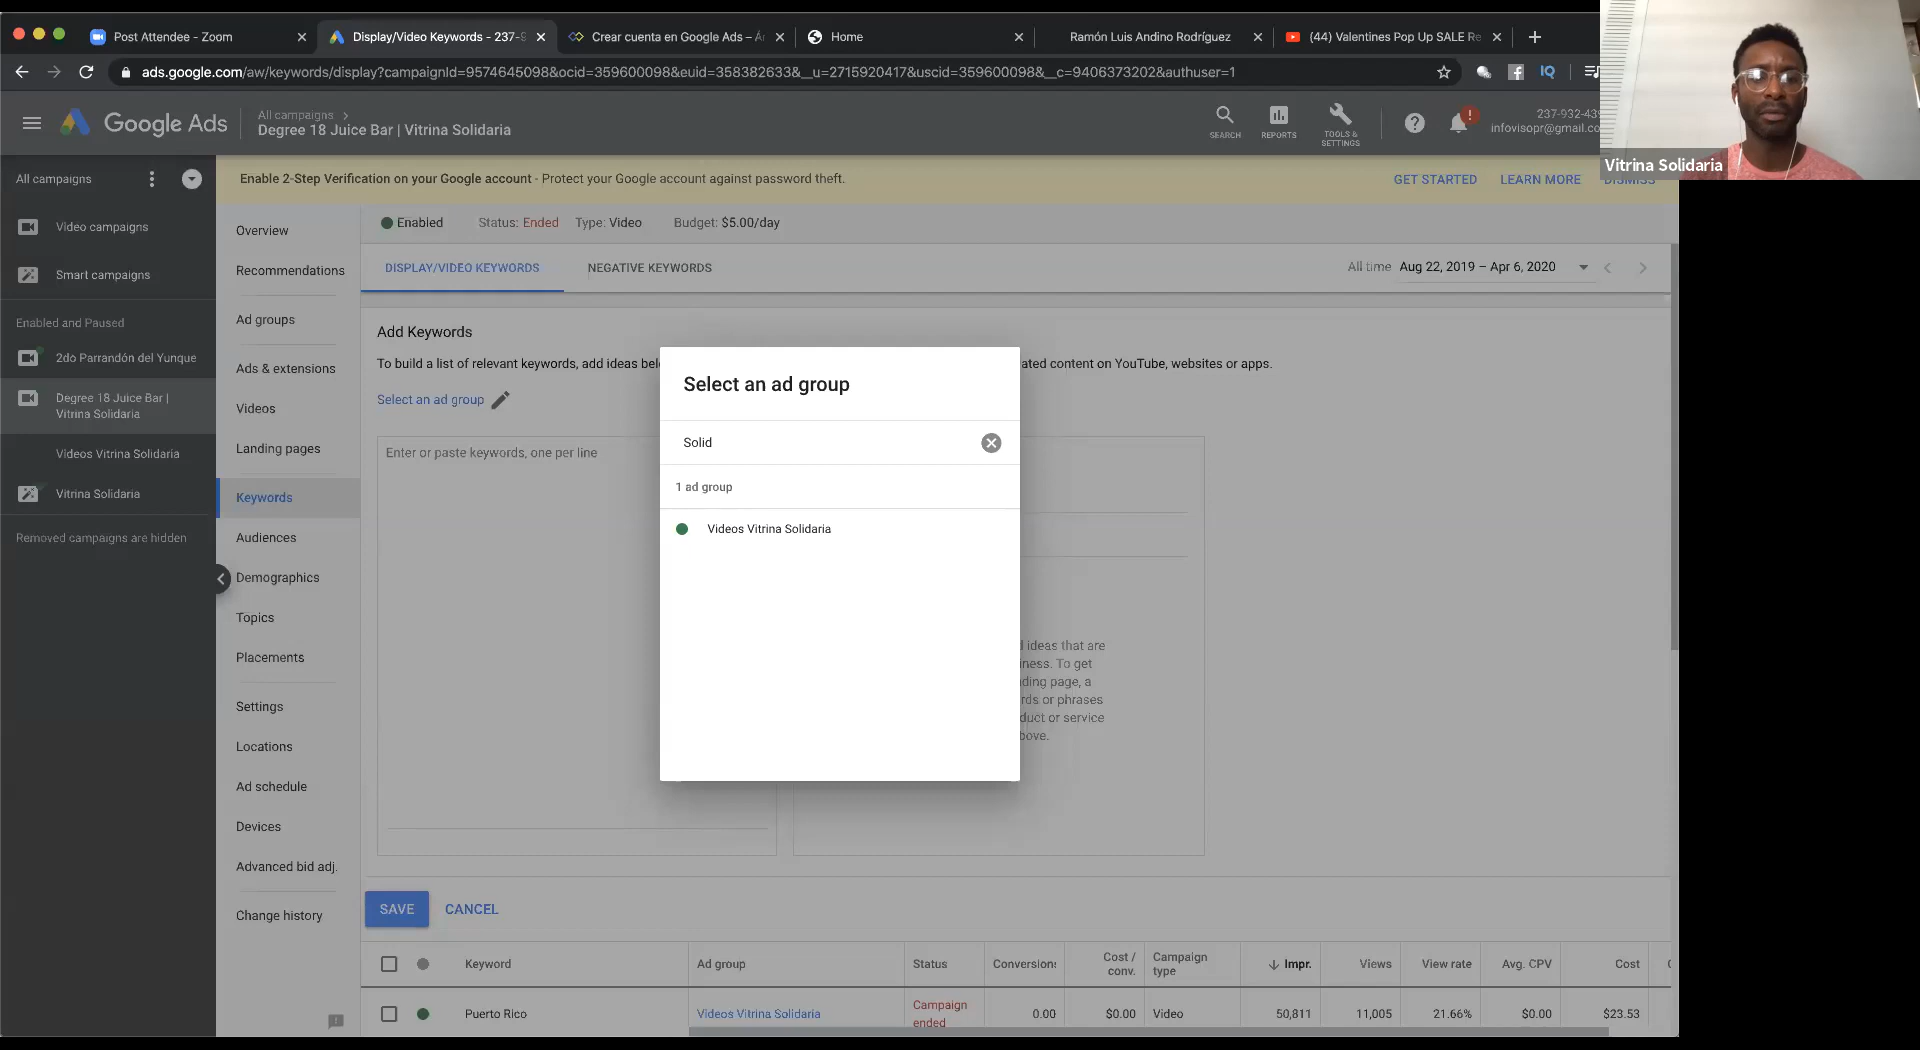 Post Attendee - Zoom
Display/Video Keywords - 237-9
Crear cuenta en Google Ads – Ár
Home
Ramón Luis Andino Rodríguez
(44) Valentines Pop Up SALE Re
ads.google.com/aw/keywords/display?campaignId=9574645098&ocid=359600098&euid=358382633&__u=2715920417&uscid=359600098&__c=9406373202&authuser=1
IQ
Google Ads
All campaigns
Degree 18 Juice Bar | Vitrina Solidaria
SEARCH
REPORTS
TOOLS & SETTINGS
237-932-439
infovisopr@gmail.co
Vitrina Solidaria
All campaigns
Video campaigns
Smart campaigns
Enabled and Paused
2do Parrandón del Yunque
Degree 18 Juice Bar |
Vitrina Solidaria
Videos Vitrina Solidaria
Vitrina Solidaria
Removed campaigns are hidden
Enable 2-Step Verification on your Google account - Protect your Google account against password theft.
GET STARTED
LEARN MORE
DISMISS
Overview
Recommendations
Ad groups
Ads & extensions
Videos
Landing pages
Keywords
Audiences
Demographics
Topics
Placements
Settings
Locations
Ad schedule
Devices
Advanced bid adj.
Change history
Enabled
Status: Ended
Type: Video
Budget: $5.00/day
DISPLAY/VIDEO KEYWORDS
NEGATIVE KEYWORDS
All time
Aug 22, 2019 – Apr 6, 2020
Add Keywords
To build a list of relevant keywords, add ideas bel
ated content on YouTube, websites or apps.
Select an ad group
Enter or paste keywords, one per line
Select an ad group
Solid
1 ad group
Videos Vitrina Solidaria
d ideas that are
iness. To get
ding page, a
rds or phrases
duct or service
bove.
SAVE
CANCEL
Keyword
Ad group
Status
Conversions
Cost /
conv.
Campaign
type
Impr.
Views
View rate
Avg. CPV
Cost
Puerto Rico
Videos Vitrina Solidaria
Campaign
ended
0.00
$0.00
Video
50,811
11,005
21.66%
$0.00
$23.53